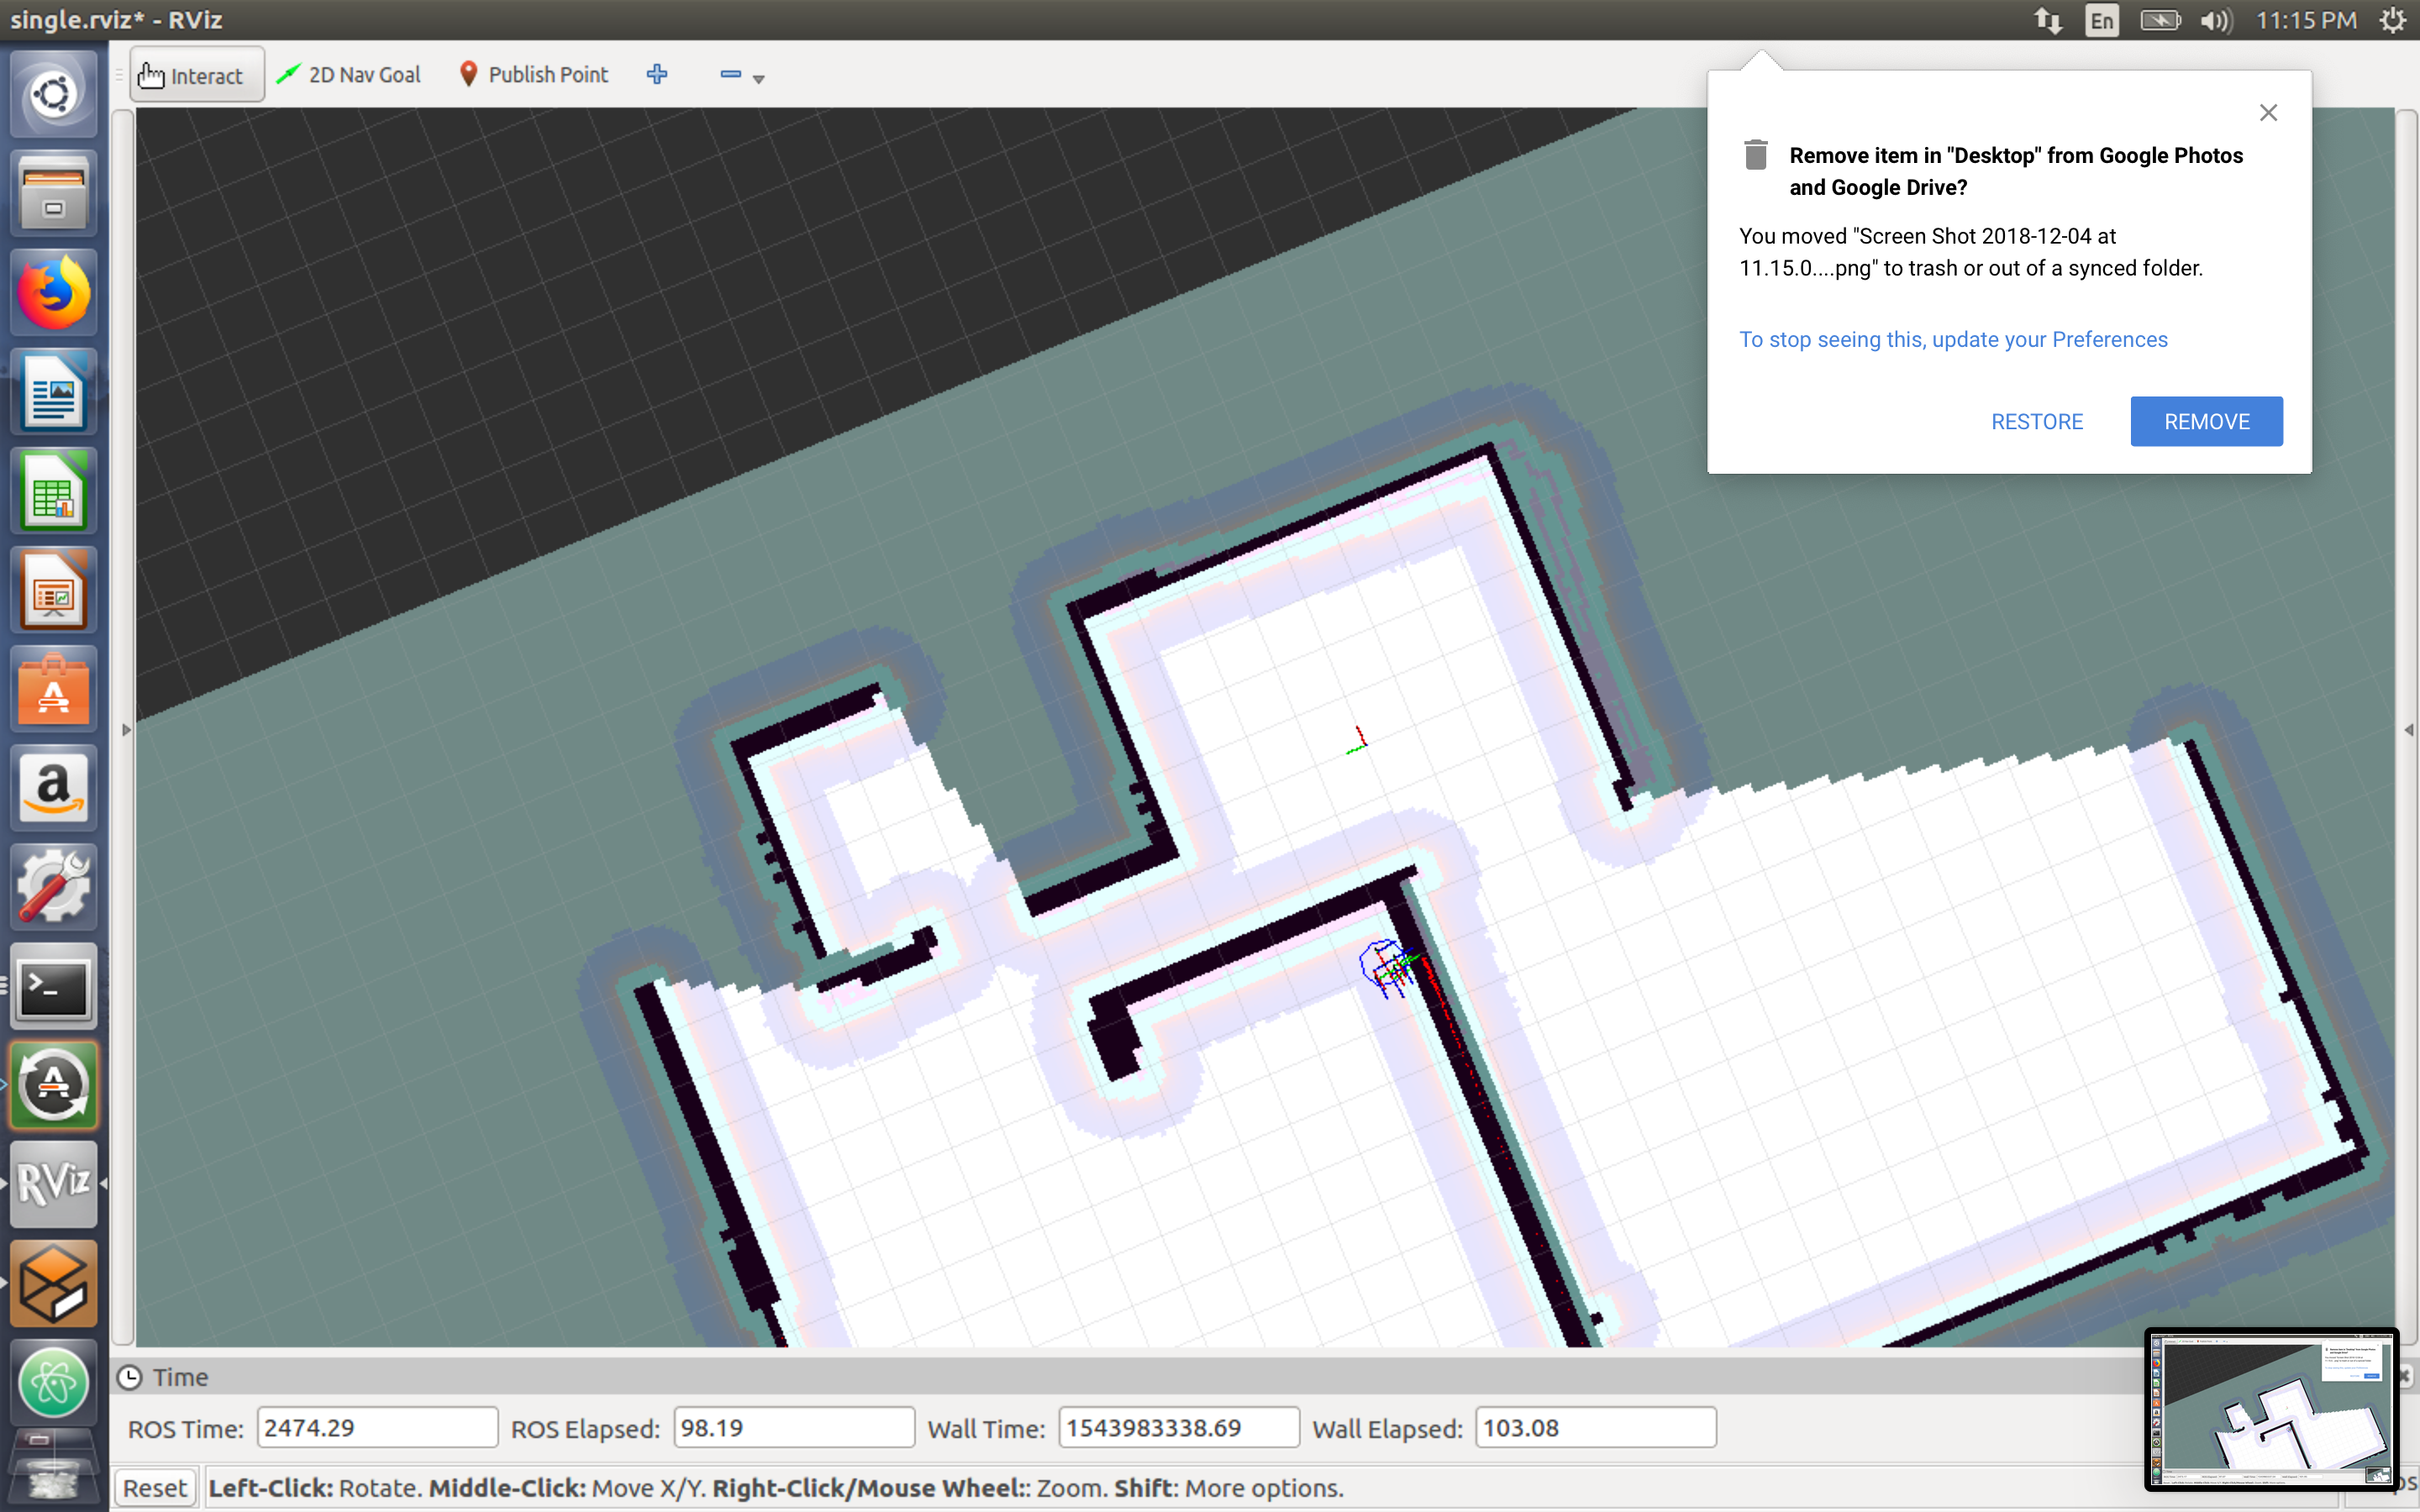 single.rviz* - RViz
En
11:15 PM
Interact
2D Nav Goal
Publish Point
Remove item in "Desktop" from Google Photos
and Google Drive?
You moved "Screen Shot 2018-12-04 at
11.15.0....png" to trash or out of a synced folder.
To stop seeing this, update your Preferences
RESTORE
REMOVE
a
>_
RViz
Time
ROS Time: 2474.29
ROS Elapsed: 98.19
Wall Time: 1543983338.69
Wall Elapsed: 103.08
Reset
Left-Click: Rotate. Middle-Click: Move X/Y. Right-Click/Mouse Wheel:: Zoom. Shift: More options.